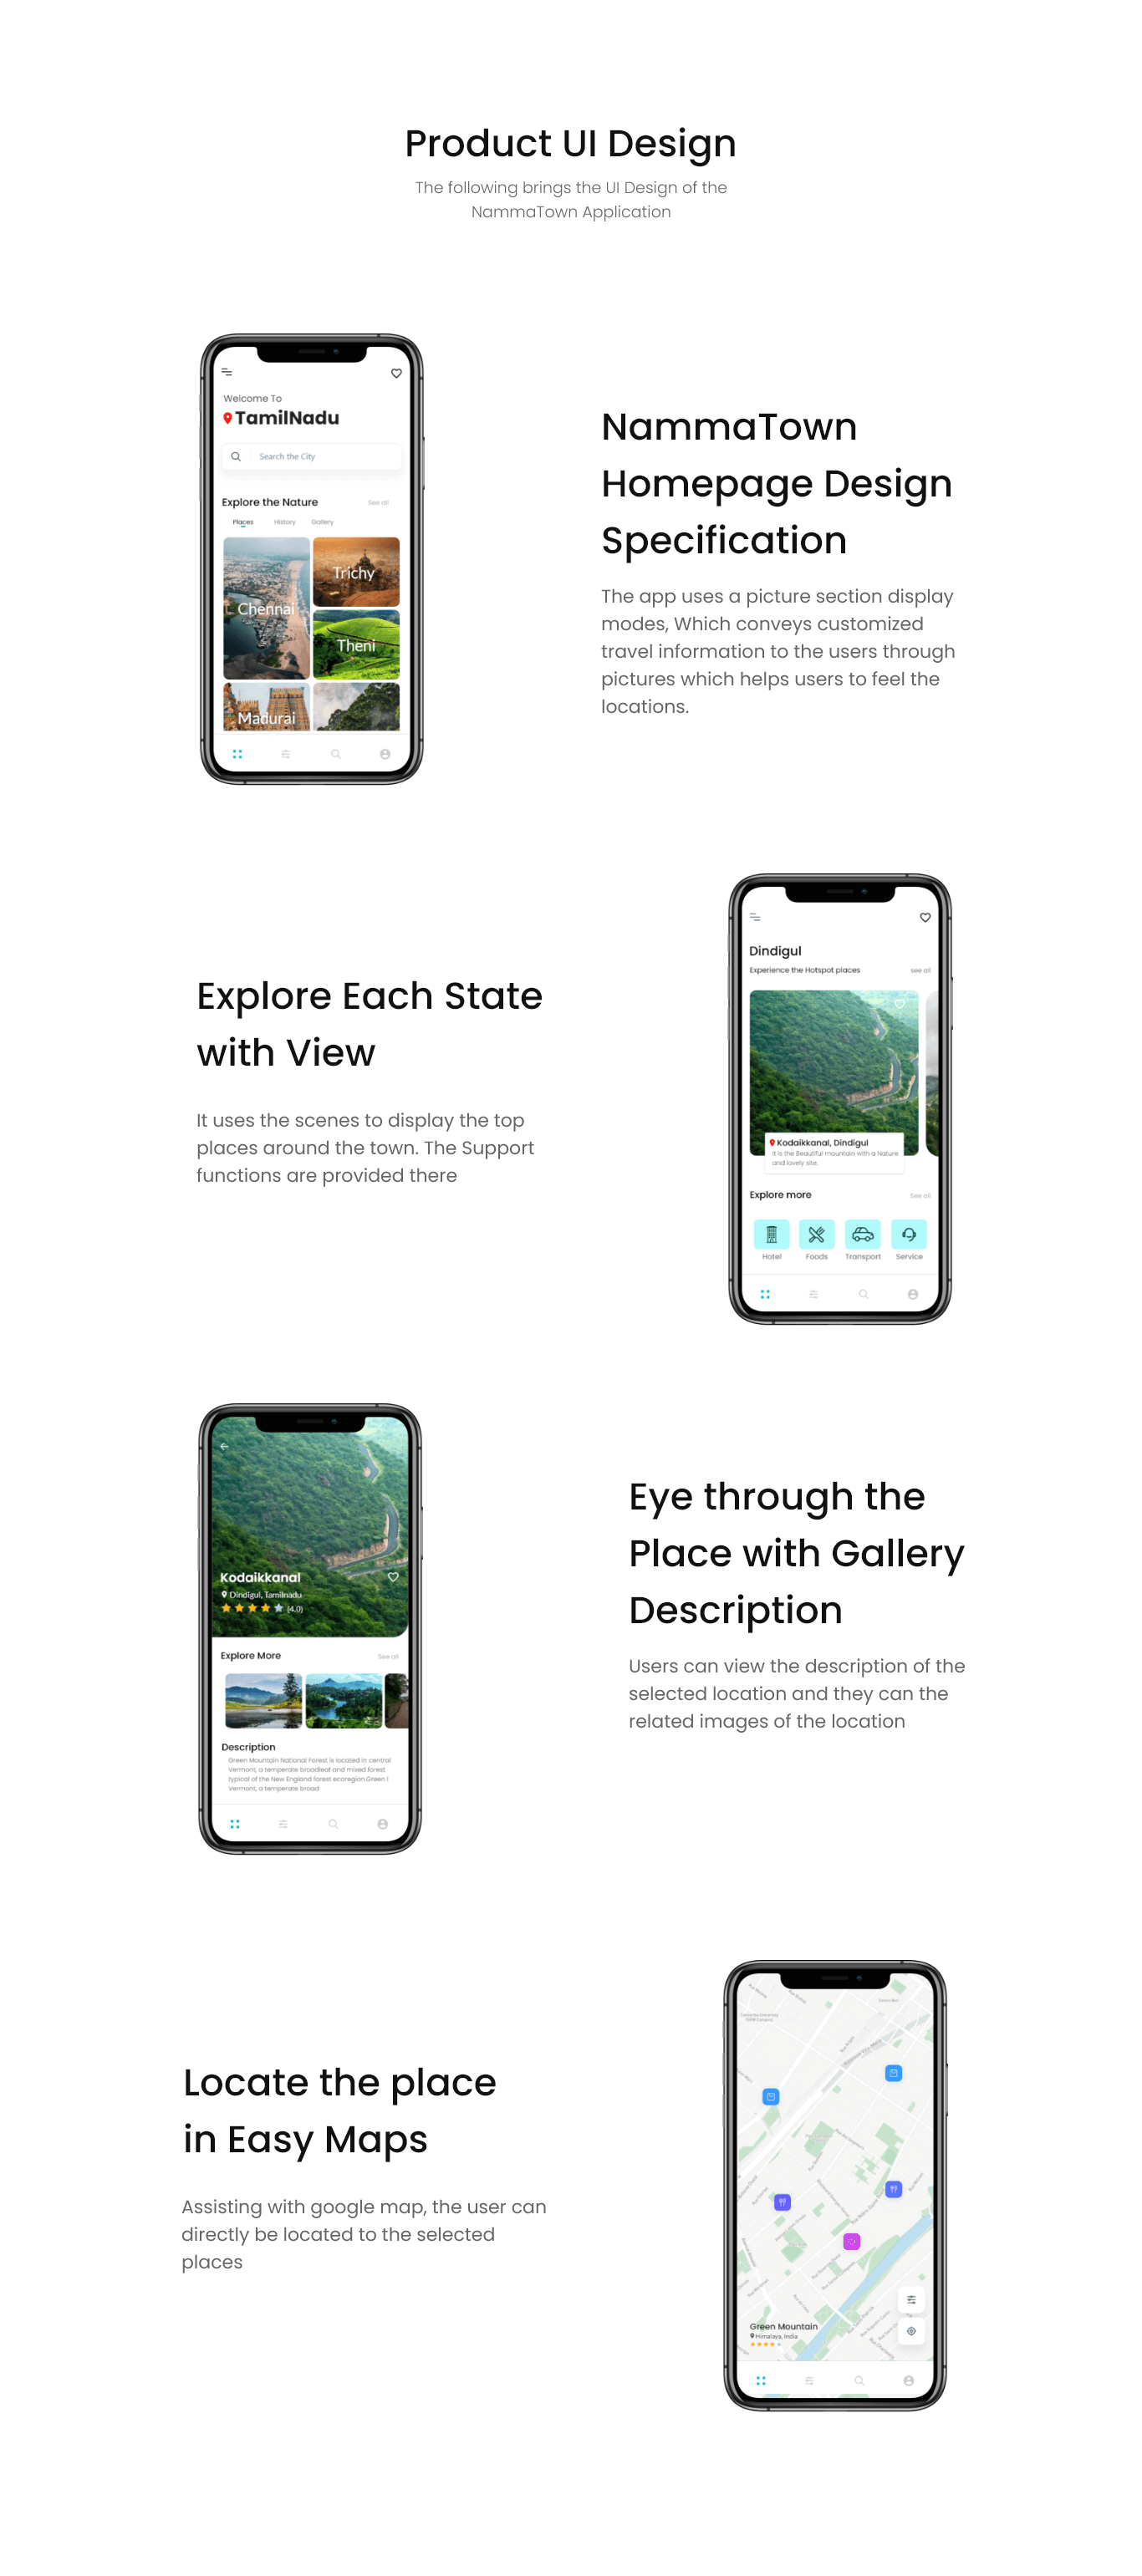 Product UI Design
The following brings the UI Design of the
NammaTown Application
Welcome To
TamilNadu
Search the City
Explore the Nature
See all
Places
History
Gallery
Chennai
Trichy
Theni
Madurai
NammaTown
Homepage Design
Specification
The app uses a picture section display
modes, Which conveys customized
travel information to the users through
pictures which helps users to feel the
locations.
Explore Each State
with View
It uses the scenes to display the top
places around the town. The Support
functions are provided there
Dindigul
Experience the Hotspot places
see all
Kodaikkanal, Dindigul
It is the Beautiful mountain with a Nature
and lovely site.
Explore more
See all
Hotel
Foods
Transport
Service
Kodaikkanal
Dindigul, Tamilnadu
(4.0)
Explore More
See all
Description
Green Mountain National Forest is located in central
Vermont, a temperate broadleaf and mixed forest
typical of the New England forest ecoregion.Green i
Vermont, a temperate broad
Eye through the
Place with Gallery
Description
Users can view the description of the
selected location and they can the
related images of the location
Locate the place
in Easy Maps
Assisting with google map, the user can
directly be located to the selected
places
Green Mountain
Himalaya, India